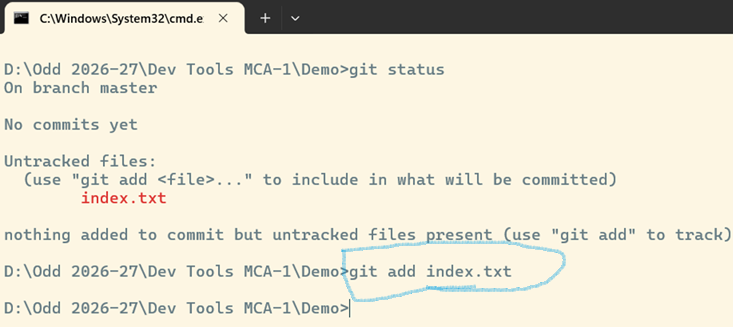 C:\Windows\System32\cmd.e
D:\Odd 2026-27\Dev Tools MCA-1\Demo>git status
On branch master
No commits yet
Untracked files:
  (use "git add <file>..." to include in what will be committed)
        index.txt
nothing added to commit but untracked files present (use "git add" to track)
D:\Odd 2026-27\Dev Tools MCA-1\Demo>git add index.txt
D:\Odd 2026-27\Dev Tools MCA-1\Demo>